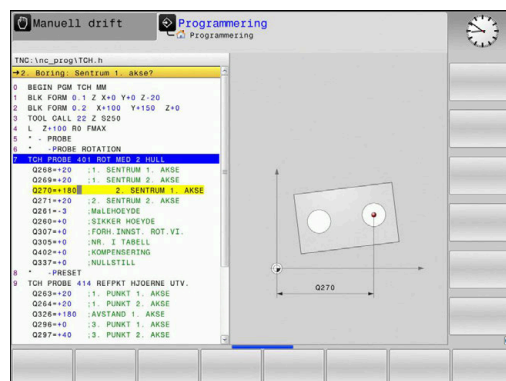 Manuell drift
Programmering
Programmering
TNC:\nc_prog\TCH.h
→2. Boring: Sentrum 1. akse?
0 BEGIN PGM TCH MM
1 BLK FORM 0.1 Z X+0 Y+0 Z-20
2 BLK FORM 0.2 X+100 Y+150 Z+0
3 TOOL CALL 22 Z S250
4 L Z+100 R0 FMAX
5 * - PROBE
6 * -PROBE ROTATION
7 TCH PROBE 401 ROT MED 2 HULL
Q268=+20 ;1. SENTRUM 1. AKSE
Q269=+20 ;1. SENTRUM 2. AKSE
Q270=+180 2. SENTRUM 1. AKSE
Q271=+20 ;2. SENTRUM 2. AKSE
Q261=-3 ;MaLEHOEYDE
Q260=+0 ;SIKKER HOEYDE
Q307=+0 ;FORH.INNST. ROT.VI.
Q305=+0 ;NR. I TABELL
Q402=+0 ;KOMPENSERING
Q337=+0 ;NULLSTILL
8 * -PRESET
9 TCH PROBE 414 REFPKT HJOERNE UTV.
Q263=+20 ;1. PUNKT 1. AKSE
Q264=+20 ;1. PUNKT 2. AKSE
Q326=+180 ;AVSTAND 1. AKSE
Q296=+0 ;3. PUNKT 1. AKSE
Q297=+40 ;3. PUNKT 2. AKSE
Q270